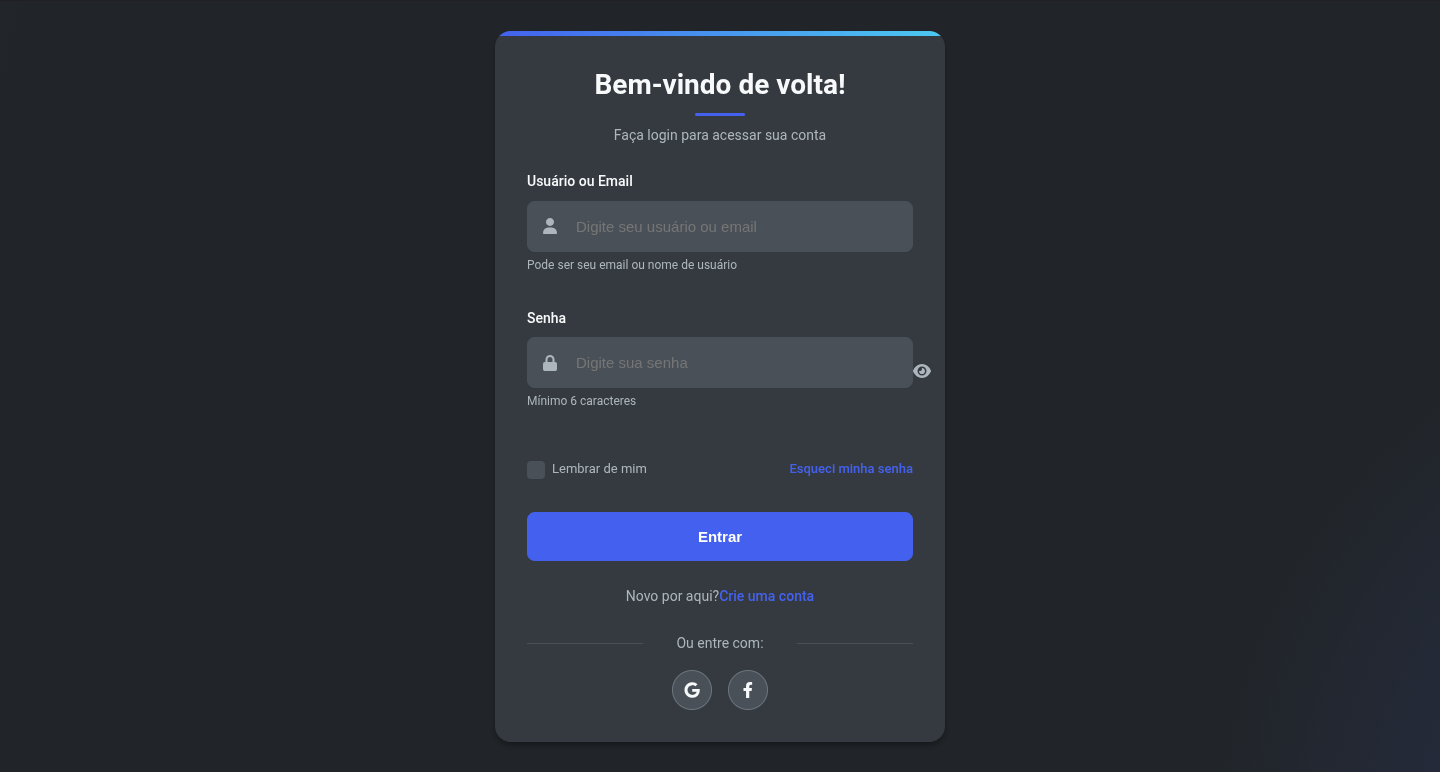 Bem-vindo de volta!
Faça login para acessar sua conta
Usuário ou Email
Digite seu usuário ou email
Pode ser seu email ou nome de usuário
Senha
Digite sua senha
Mínimo 6 caracteres
Lembrar de mim Esqueci minha senha
Entrar
Novo por aqui?Crie uma conta
Ou entre com: